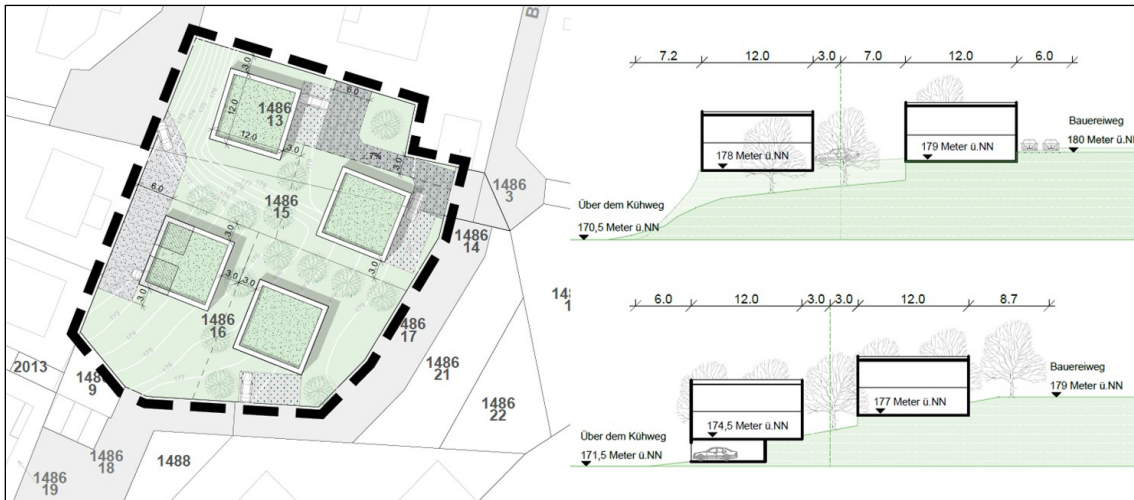 B
3.0
6.0
1486
13
12.0
12.0
3.0
7%
3.0
1486
3
6.0
1486
15
1486
14
3.0
3.0
3.0
3.0
1486
16
1486
17
2013
1486
9
1486
21
1486
22
1486
18
1488
1486
19
148
1
7.2 12.0 3.0 7.0 12.0 6.0
Bauereiweg
180 Meter ü.NN
178 Meter ü.NN
179 Meter ü.NN
Über dem Kühweg
170,5 Meter ü.NN
6.0 12.0 3.0 3.0 12.0 8.7
Bauereiweg
179 Meter ü.NN
177 Meter ü.NN
174,5 Meter ü.NN
Über dem Kühweg
171,5 Meter ü.NN